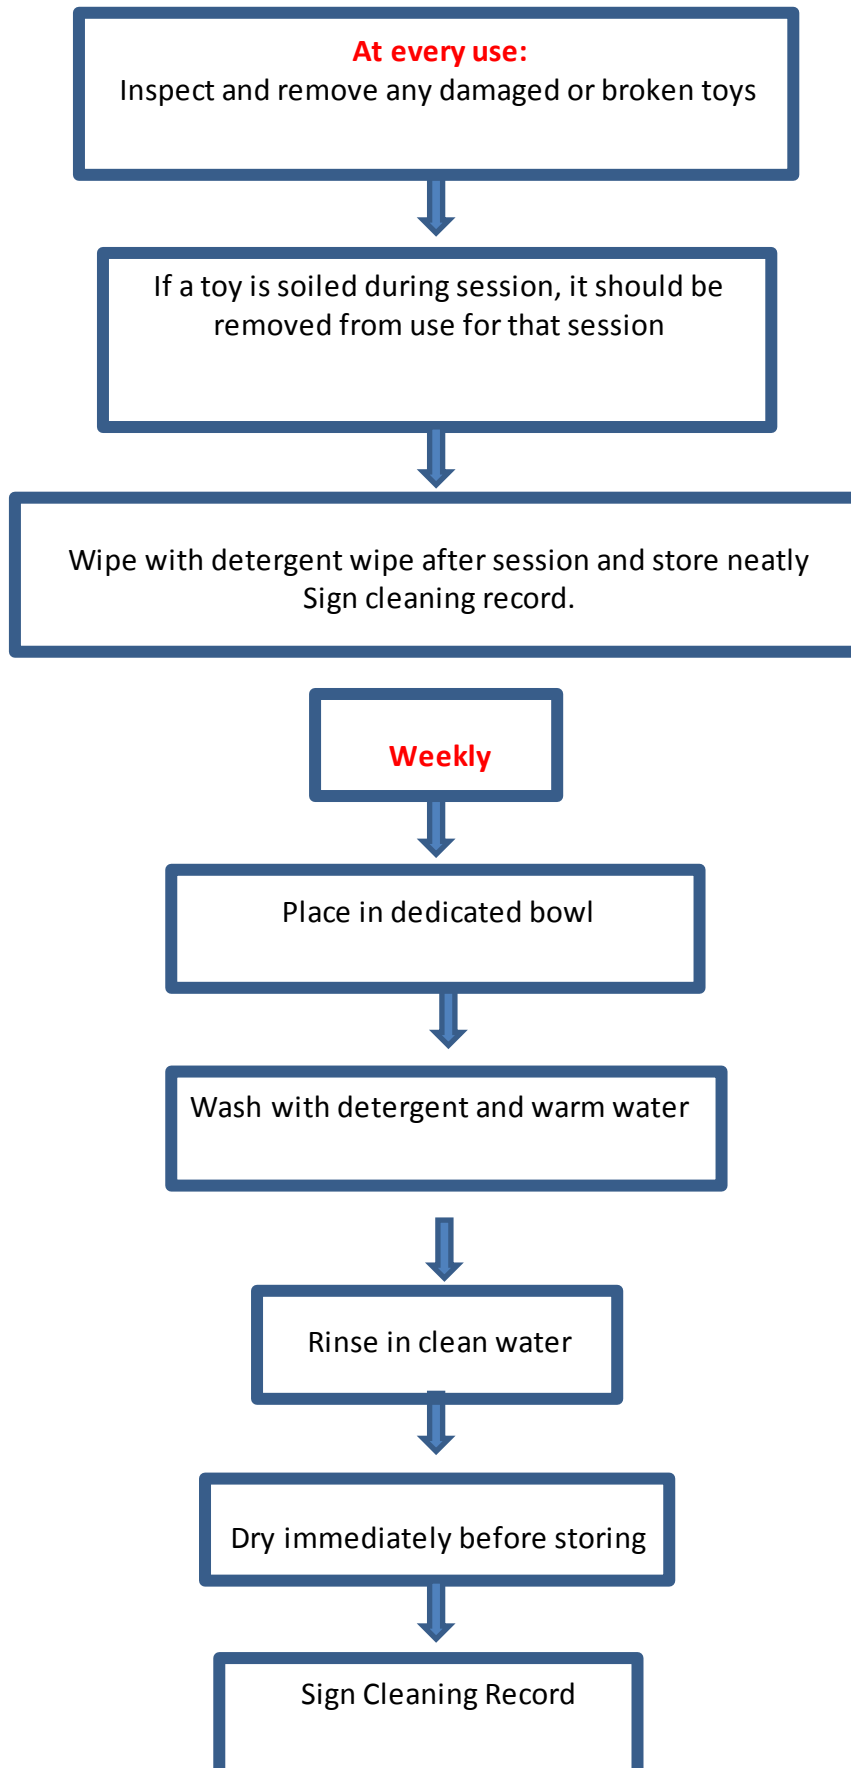 At every use:
Inspect and remove any damaged or broken toys
If a toy is soiled during session, it should be
removed from use for that session
Wipe with detergent wipe after session and store neatly
Sign cleaning record.
Weekly
Place in dedicated bowl
Wash with detergent and warm water
Rinse in clean water
Dry immediately before storing
Sign Cleaning Record